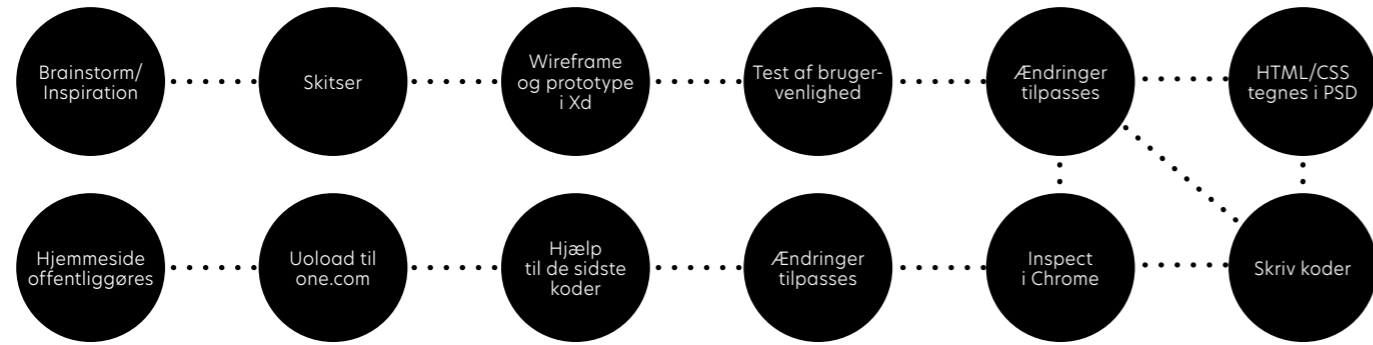 Brainstorm/
Inspiration
Skitser
Wireframe
og prototype
i Xd
Test af bruger-
venlighed
Ændringer
tilpasses
HTML/CSS
tegnes i PSD
Hjemmeside
offentliggøres
Uoload til
one.com
Hjælp
til de sidste
koder
Ændringer
tilpasses
Inspect
i Chrome
Skriv koder